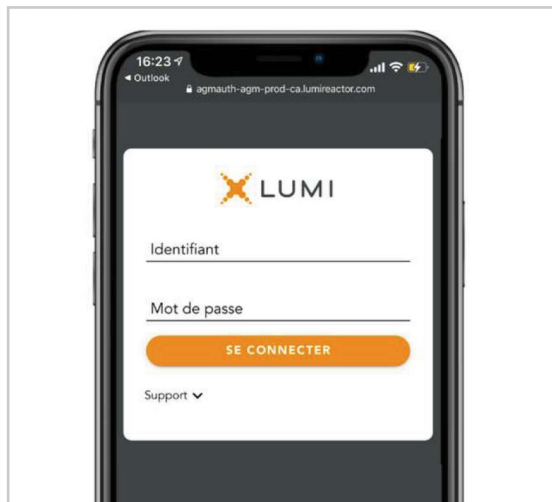 16:23
Outlook
agmauth-agm-prod-ca.lumireactor.com
LUMI
Identifiant
Mot de passe
SE CONNECTER
Support